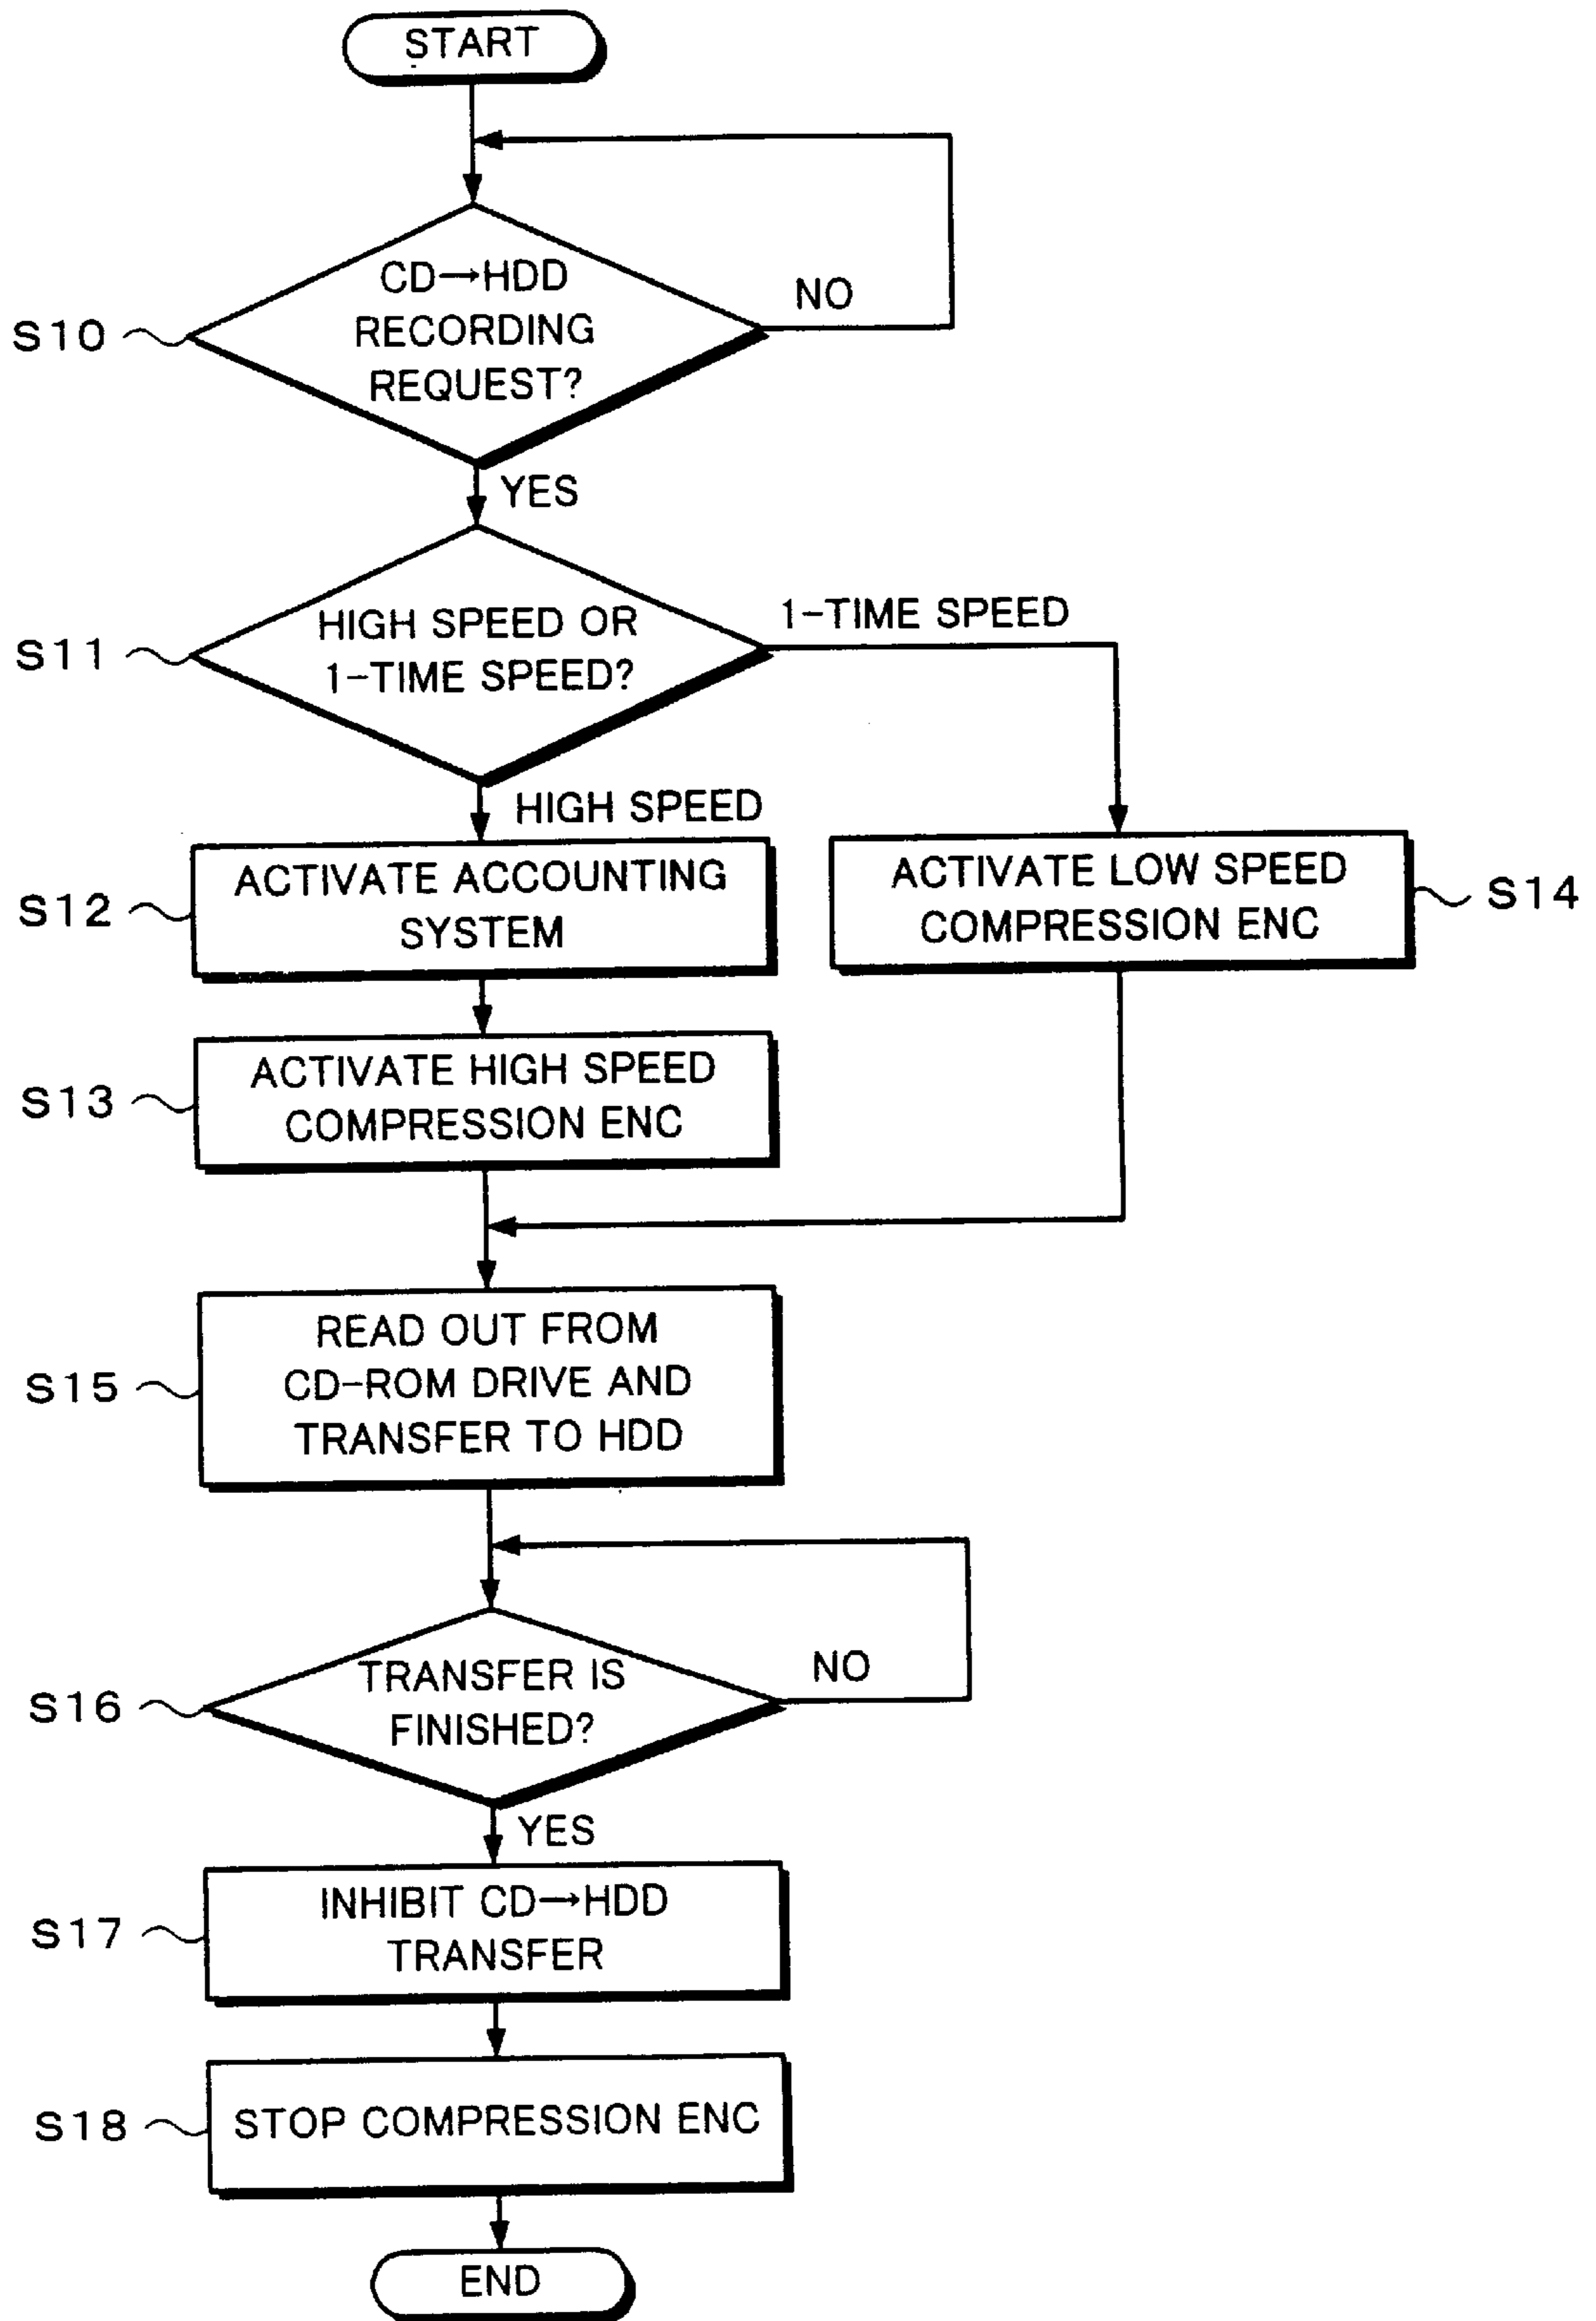 START
CD→HDD
RECORDING
REQUEST?
NO
S10
YES
HIGH SPEED OR
1-TIME SPEED?
1-TIME SPEED
S11
HIGH SPEED
ACTIVATE ACCOUNTING
SYSTEM
S12
ACTIVATE LOW SPEED
COMPRESSION ENC
S14
ACTIVATE HIGH SPEED
COMPRESSION ENC
S13
READ OUT FROM
CD-ROM DRIVE AND
TRANSFER TO HDD
S15
TRANSFER IS
FINISHED?
NO
S16
YES
INHIBIT CD→HDD
TRANSFER
S17
STOP COMPRESSION ENC
S18
END